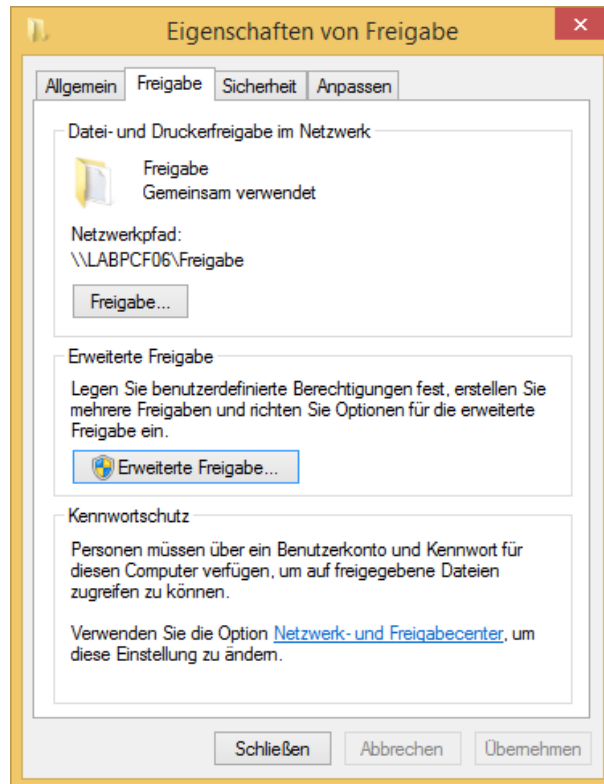 Eigenschaften von Freigabe
Allgemein Freigabe Sicherheit Anpassen
Datei- und Druckerfreigabe im Netzwerk
Freigabe
Gemeinsam verwendet
Netzwerkpfad:
\\LABPCF06\Freigabe
Freigabe...
Erweiterte Freigabe
Legen Sie benutzerdefinierte Berechtigungen fest, erstellen Sie
mehrere Freigaben und richten Sie Optionen für die erweiterte
Freigabe ein.
Erweiterte Freigabe...
Kennwortschutz
Personen müssen über ein Benutzerkonto und Kennwort für
diesen Computer verfügen, um auf freigegebene Dateien
zugreifen zu können.
Verwenden Sie die Option Netzwerk- und Freigabecenter, um
diese Einstellung zu ändern.
Schließen Abbrechen Übernehmen